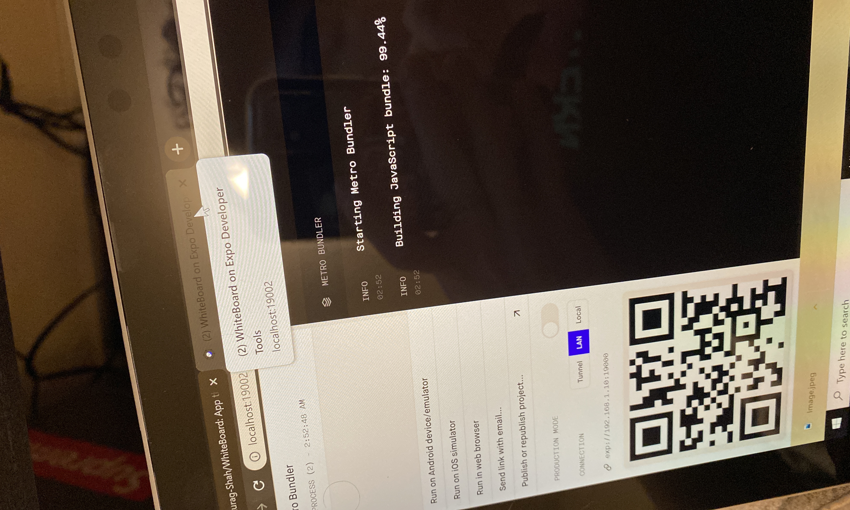 urag-Shah/WhiteBoard: App t
(2) WhiteBoard on Expo Develop
localhost:19002
(2) WhiteBoard on Expo Developer
Tools
localhost:19002
o Bundler
PROCESS (2) - 2:52:48 AM
Run on Android device/emulator
Run on iOS simulator
Run in web browser
Send link with email...
Publish or republish project...
PRODUCTION MODE
CONNECTION
Tunnel
LAN
Local
exp://192.168.1.10:19000
METRO BUNDLER
INFO
02:52
Starting Metro Bundler
INFO
02:52
Building JavaScript bundle: 99.44%
image.jpeg
Type here to search